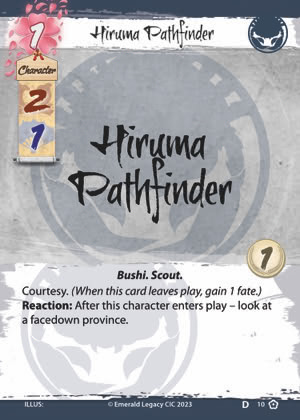 1
Hiruma Pathfinder
Character
2
1
Hiruma
Pathfinder
1
Bushi. Scout.
Courtesy. (When this card leaves play, gain 1 fate.)
Reaction: After this character enters play – look at
a facedown province.
ILLUS: © Emerald Legacy CIC 2023 D 10